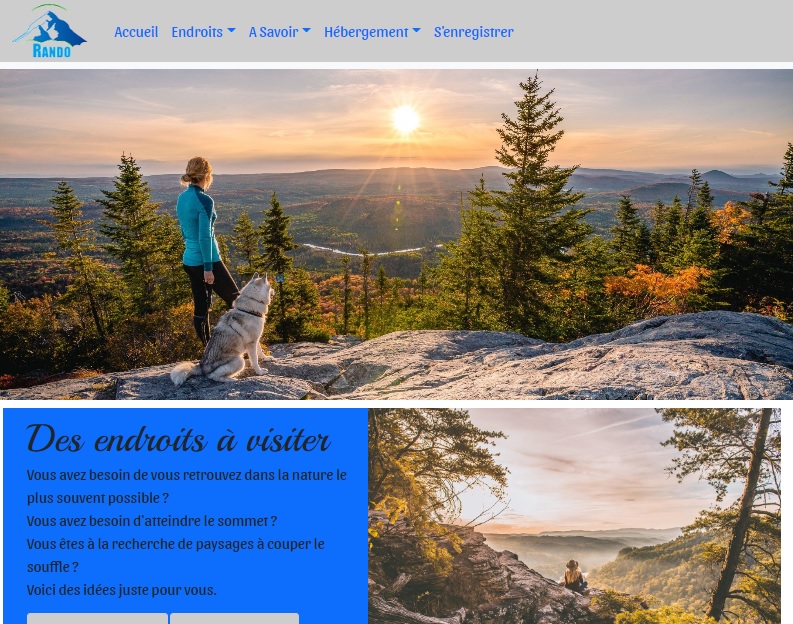 RANDO
Accueil Endroits A Savoir Hébergement S'enregistrer
Des endroits à visiter
Vous avez besoin de vous retrouvez dans la nature le
plus souvent possible ?
Vous avez besoin d'atteindre le sommet ?
Vous êtes à la recherche de paysages à couper le
souffle ?
Voici des idées juste pour vous.